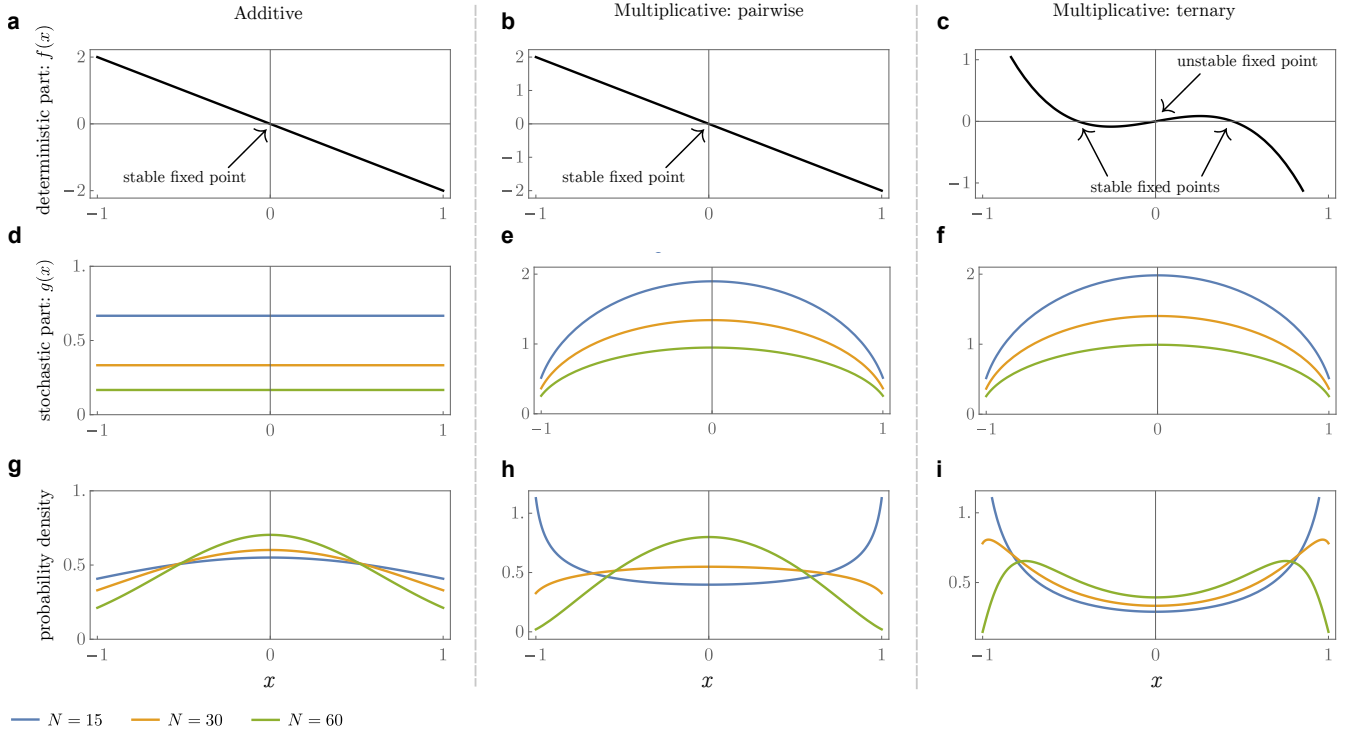 Additive
Multiplicative: pairwise
Multiplicative: ternary
a
deterministic part: f(x)
2
0
−2
stable fixed point
−1
0
1
b
2
1
0
−1
−2
stable fixed point
−1
0
1
c
1
0
−1
unstable fixed point
stable fixed points
−1
0
1
d
stochastic part: g(x)
1.
0.5
0
−1
0
1
e
2
1
0
−1
0
1
f
2
1
0
−1
0
1
g
probability density
1.
0.5
0
−1
0
1
x
h
1.
0.5
0
−1
0
1
x
i
1.
0.5
−1
0
1
x
N = 15
N = 30
N = 60